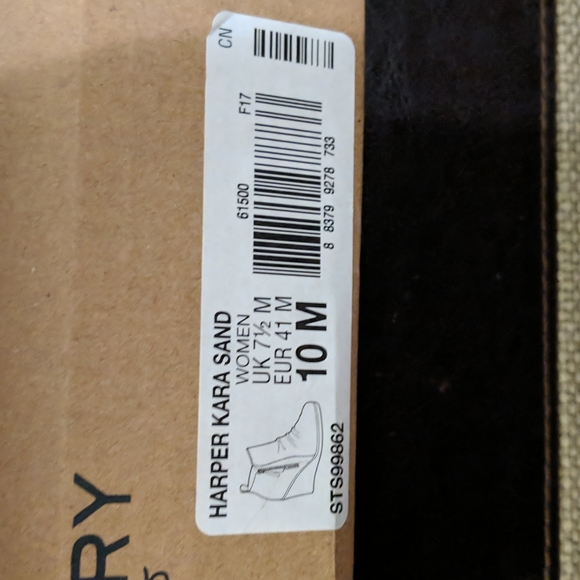 HARPER KARA SAND
WOMEN
UK 7½ M
EUR 41 M
10 M
STS99862
61500
F17
8 8379 9278 733
CN
RY